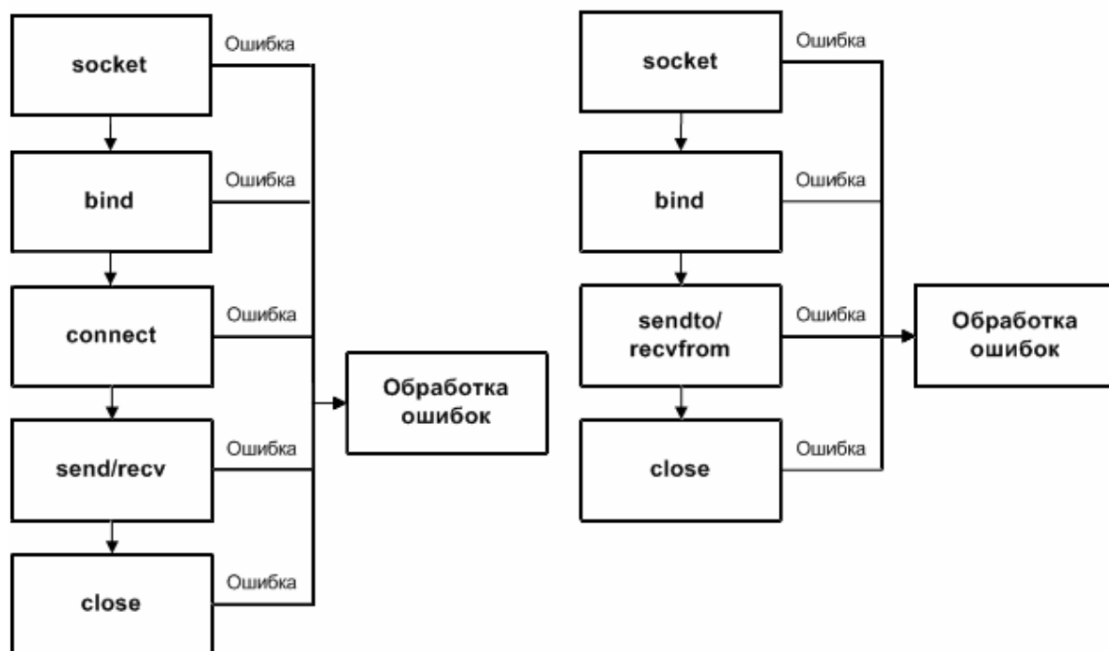 socket
Ошибка
bind
Ошибка
connect
Ошибка
send/recv
Ошибка
close
Ошибка
Обработка
ошибок
socket
Ошибка
bind
Ошибка
sendto/
recvfrom
Ошибка
close
Ошибка
Обработка
ошибок